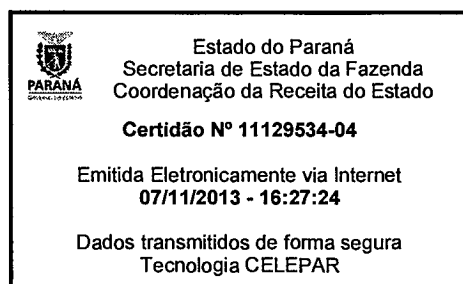 Estado do Paraná
Secretaria de Estado da Fazenda
PARANÁ
Coordenação da Receita do Estado
Certidão Nº 11129534-04
Emitida Eletronicamente via Internet
07/11/2013 - 16:27:24
Dados transmitidos de forma segura
Tecnologia CELEPAR